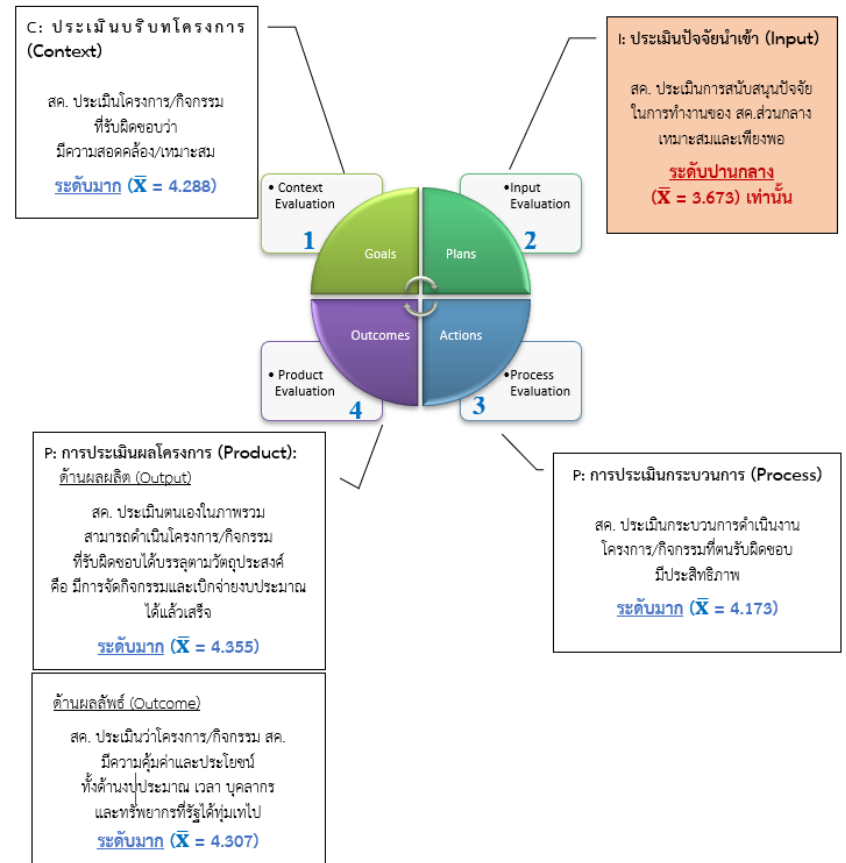 C: ประเมินบริบทโครงการ
(Context)
สค. ประเมินโครงการ/กิจกรรม
ที่รับผิดชอบว่า
มีความสอดคล้อง/เหมาะสม
ระดับมาก (X̄ = 4.288)
I: ประเมินปัจจัยนำเข้า (Input)
สค. ประเมินการสนับสนุนปัจจัย
ในการทำงานของ สค.ส่วนกลาง
เหมาะสมและเพียงพอ
ระดับปานกลาง
(X̄ = 3.673) เท่านั้น
• Context
Evaluation
1
•Input
Evaluation
2
Goals
Plans
Outcomes
Actions
• Product
Evaluation
4
•Process
Evaluation
3
P: การประเมินผลโครงการ (Product):
ด้านผลผลิต (Output)
สค. ประเมินตนเองในภาพรวม
สามารถดำเนินโครงการ/กิจกรรม
ที่รับผิดชอบได้บรรลุตามวัตถุประสงค์
คือ มีการจัดกิจกรรมและเบิกจ่ายงบประมาณ
ได้แล้วเสร็จ
ระดับมาก (X̄ = 4.355)
P: การประเมินกระบวนการ (Process)
สค. ประเมินกระบวนการดำเนินงาน
โครงการ/กิจกรรมที่ตนรับผิดชอบ
มีประสิทธิภาพ
ระดับมาก (X̄ = 4.173)
ด้านผลลัพธ์ (Outcome)
สค. ประเมินว่าโครงการ/กิจกรรม สค.
มีความคุ้มค่าและประโยชน์
ทั้งด้านงบประมาณ เวลา บุคลากร
และทรัพยากรที่รัฐได้ทุ่มเทไป
ระดับมาก (X̄ = 4.307)